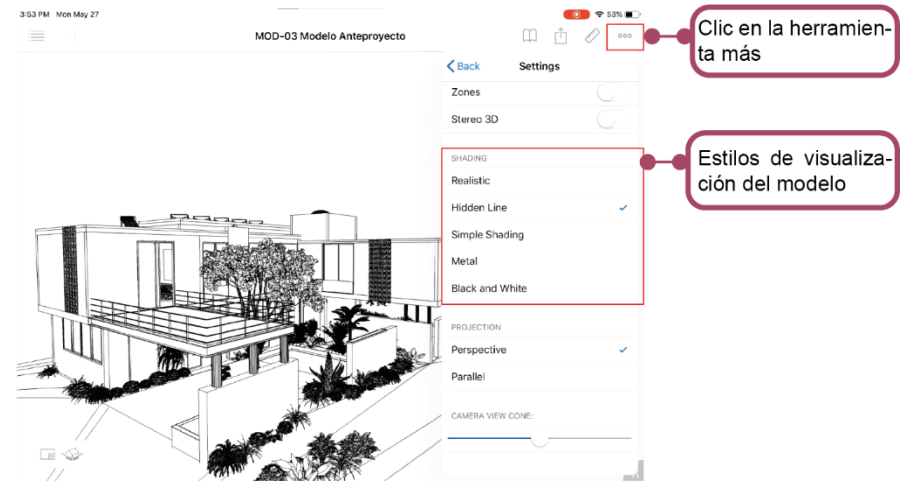 3:53 PM Mon May 27
53%
MOD-03 Modelo Anteproyecto
Clic en la herramien-
ta más
Back Settings
Zones
Stereo 3D
SHADING
Realistic
Estilos de visualiza-
ción del modelo
Hidden Line
Simple Shading
Metal
Black and White
PROJECTION
Perspective
Parallel
CAMERA VIEW CONE: